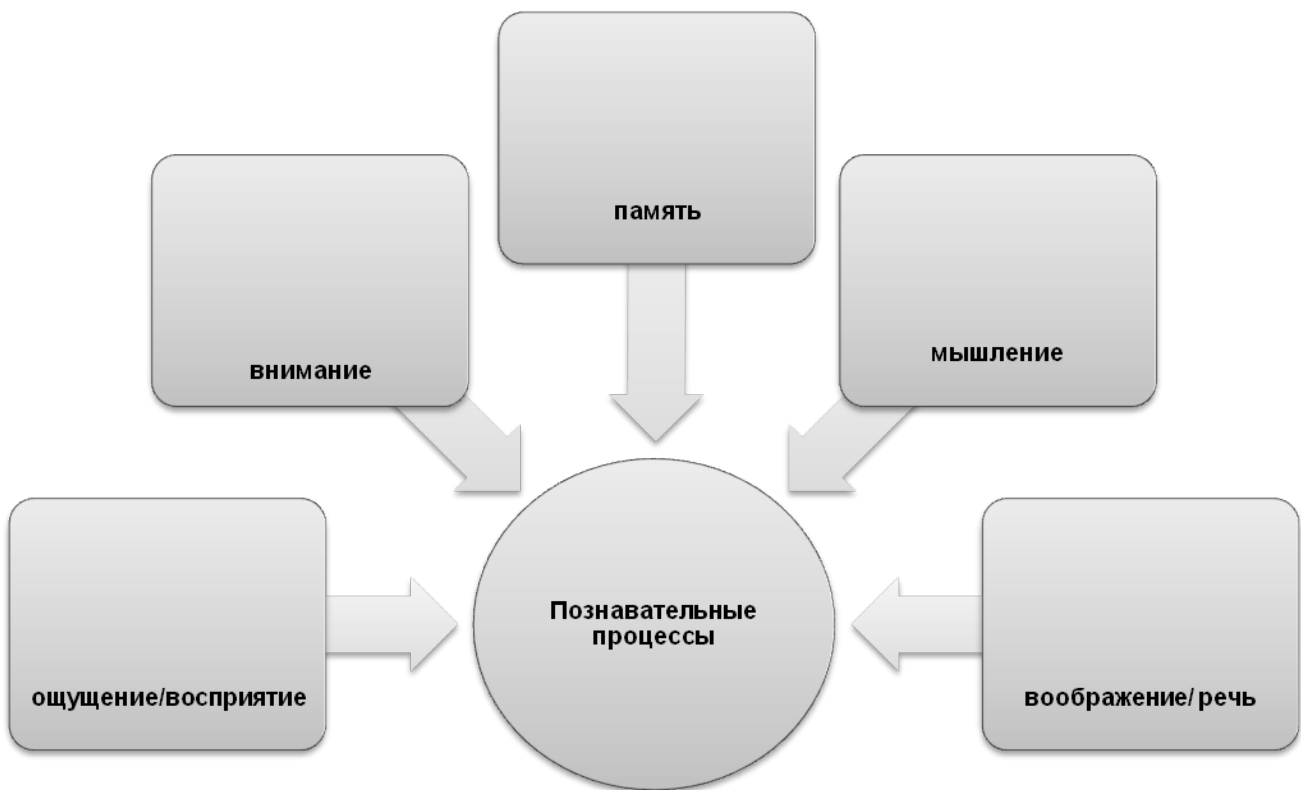 память
внимание
мышление
Познавательные
процессы
ощущение/восприятие
воображение/ речь